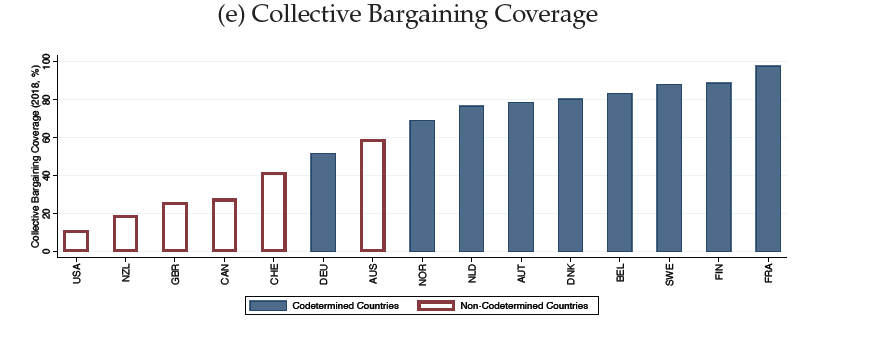 (e) Collective Bargaining Coverage
Collective Bargaining Coverage (2018, %)
100
80
60
40
20
0
USA NZL GBR CAN CHE DEU AUS NOR NLD AUT DNK BEL SWE FIN FRA
Codetermined Countries Non-Codetermined Countries